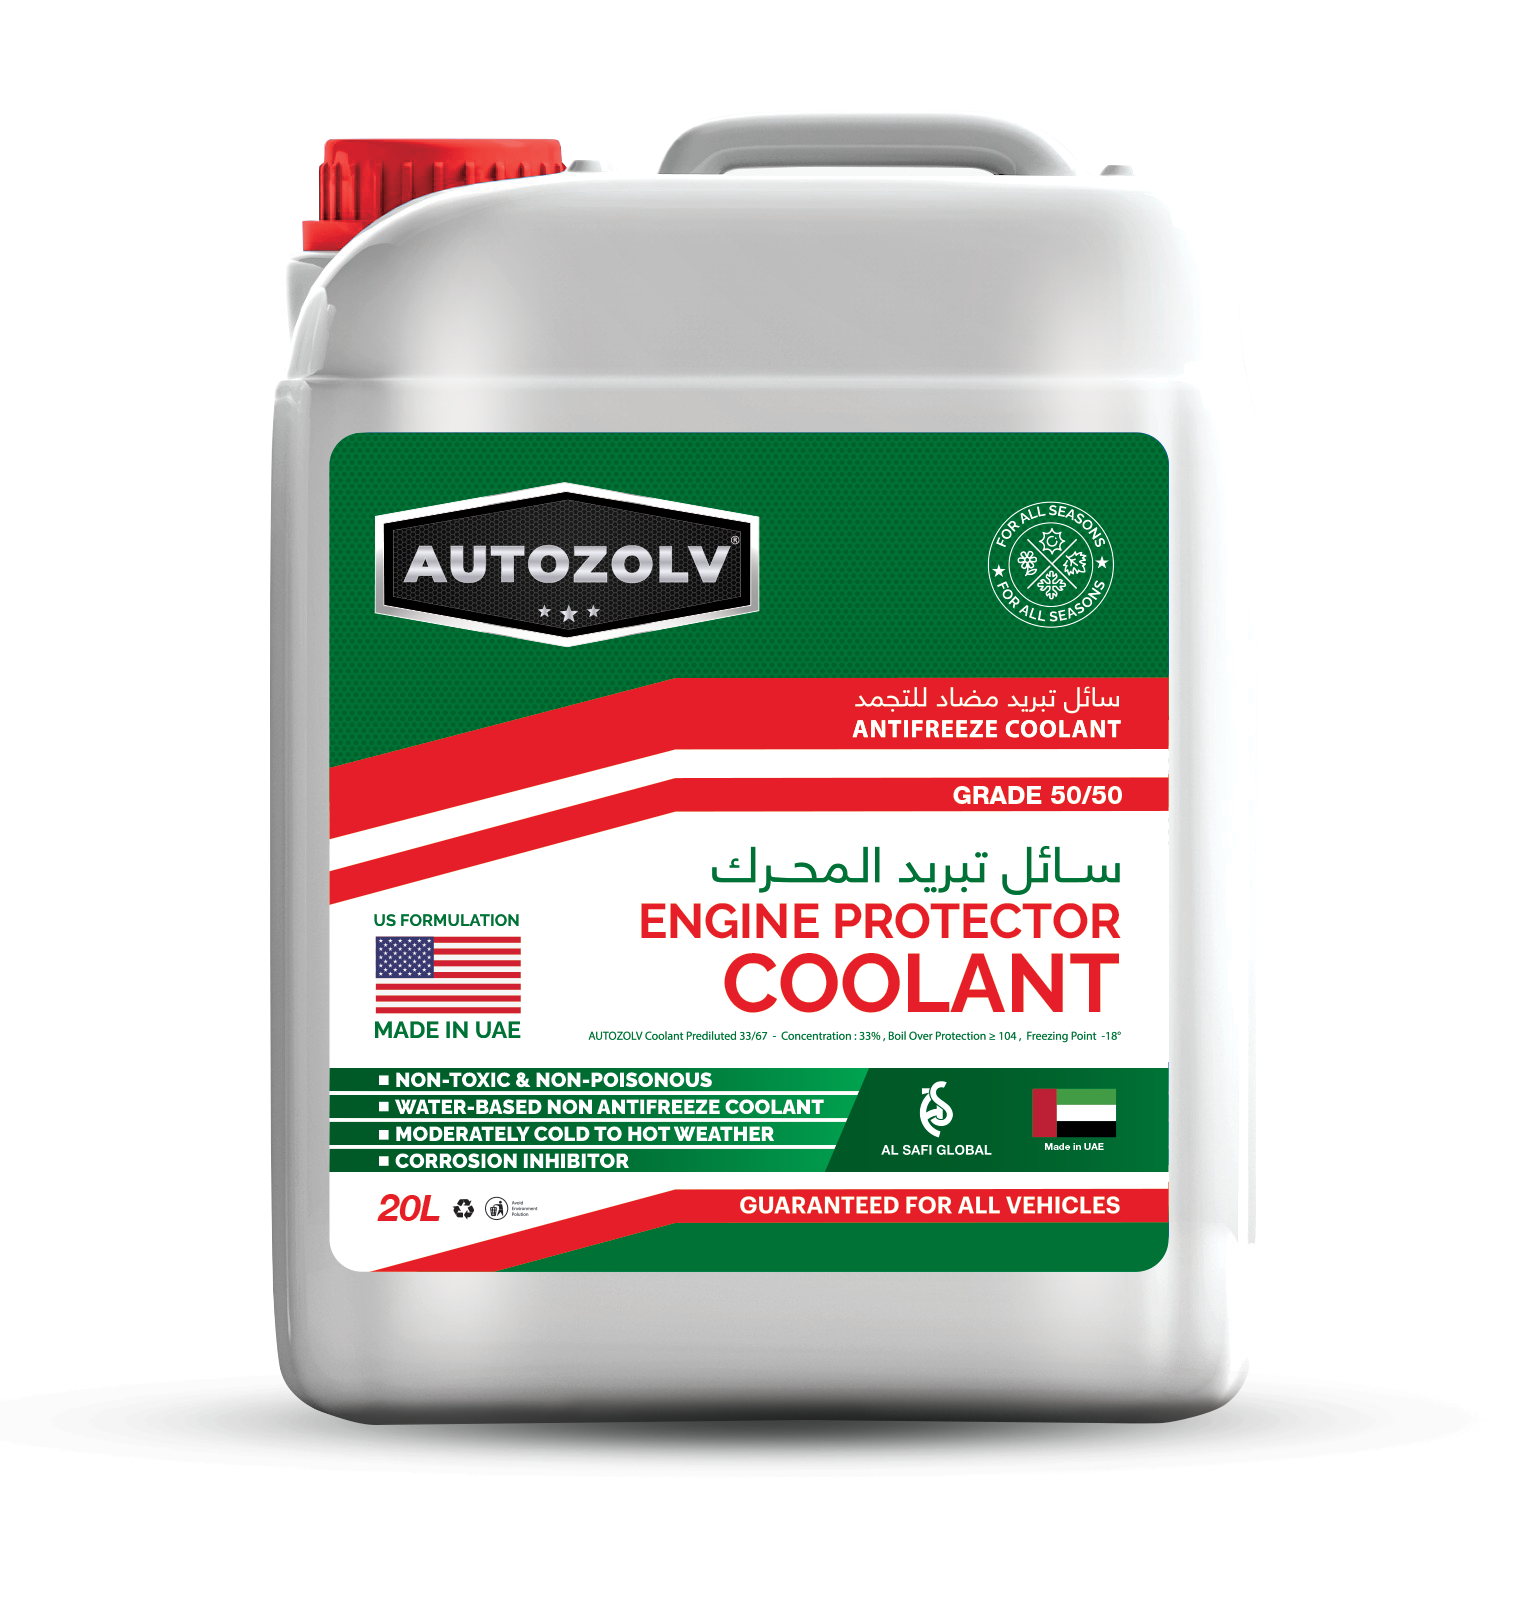 AUTOZOLV®
FOR ALL SEASONS
FOR ALL SEASONS
سائل تبريد مضاد للتجمد
ANTIFREEZE COOLANT
GRADE 50/50
سائل تبريد المحرك
ENGINE PROTECTOR
COOLANT
AUTOZOLV Coolant Prediluted 33/67 - Concentration : 33% , Boil Over Protection ≥ 104 , Freezing Point -18°
US FORMULATION
MADE IN UAE
NON-TOXIC & NON-POISONOUS
WATER-BASED NON ANTIFREEZE COOLANT
MODERATELY COLD TO HOT WEATHER
CORROSION INHIBITOR
AL SAFI GLOBAL
Made in UAE
20L
Avoid
Environment
Polution
GUARANTEED FOR ALL VEHICLES